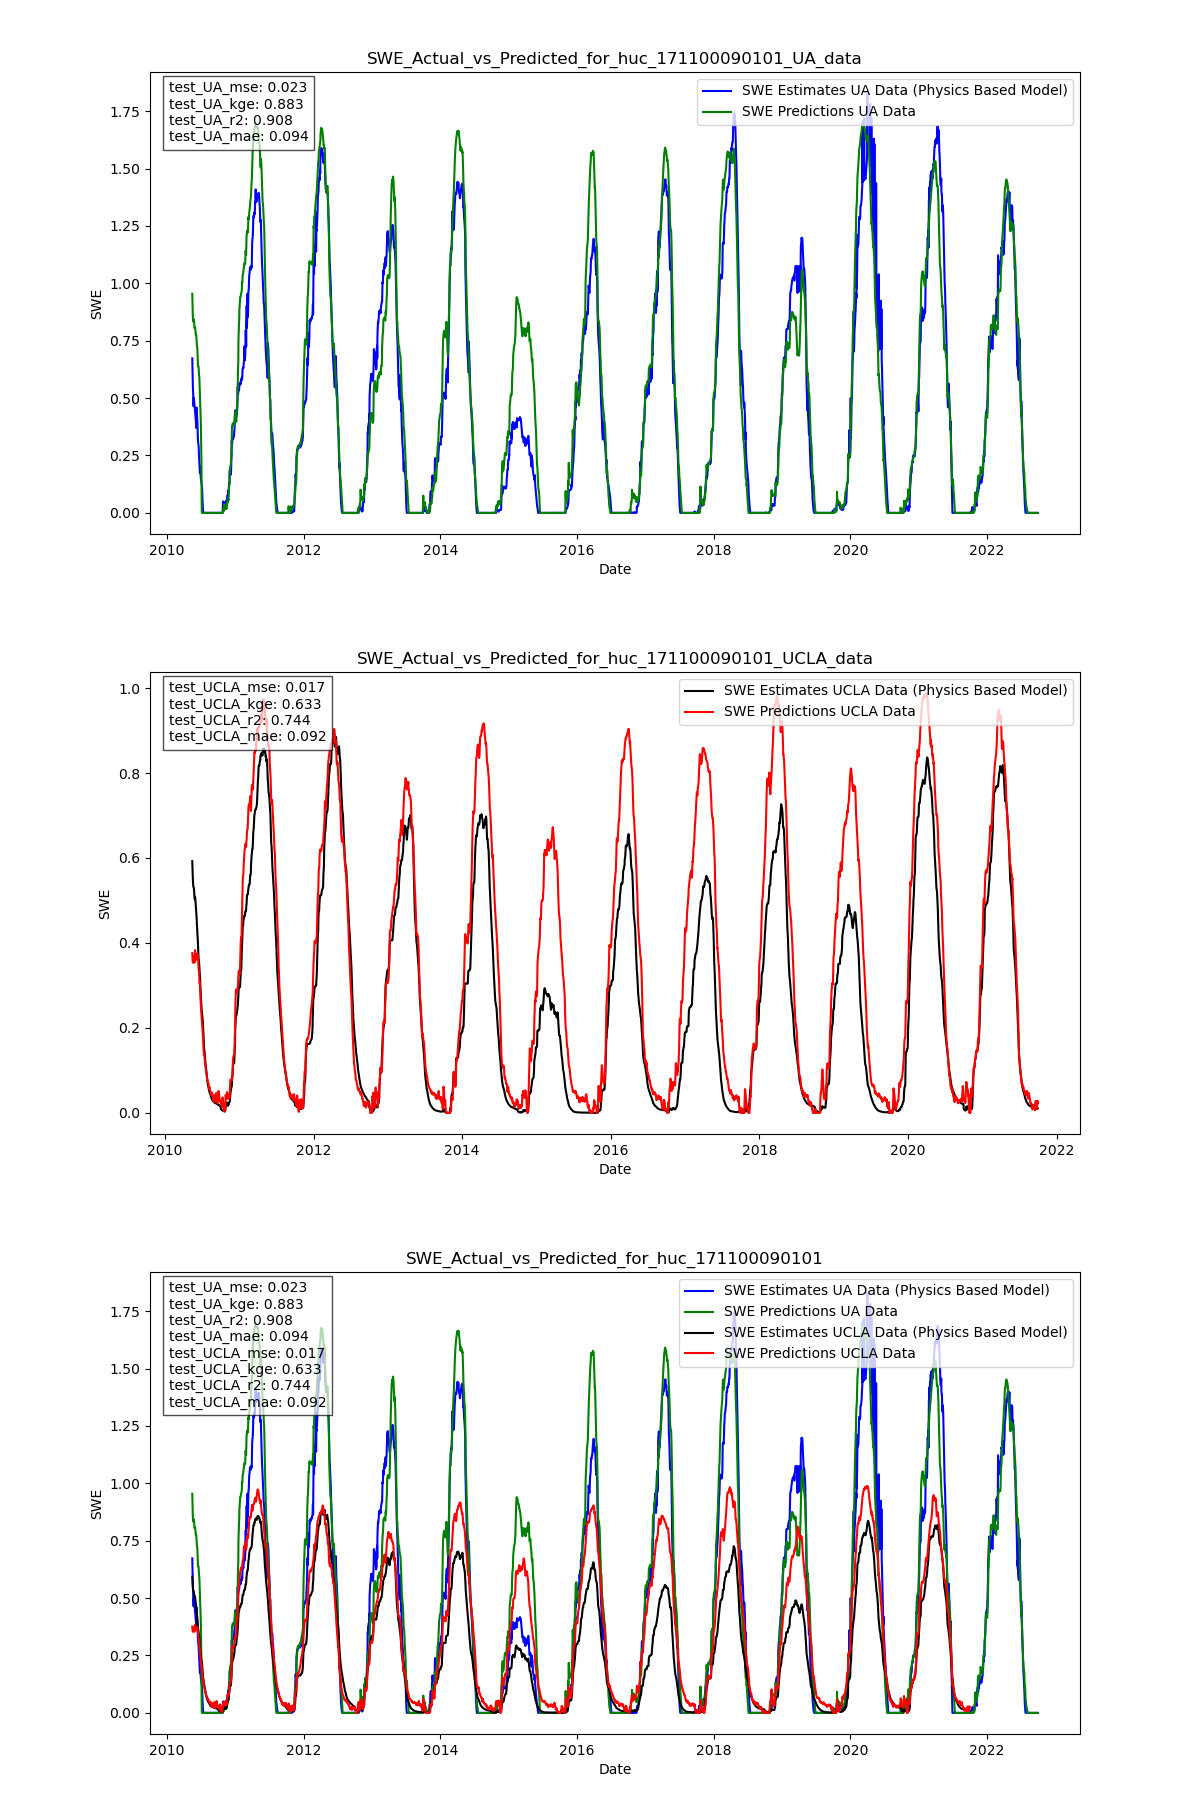 SWE_Actual_vs_Predicted_for_huc_171100090101_UA_data
test_UA_mse: 0.023
test_UA_kge: 0.883
test_UA_r2: 0.908
test_UA_mae: 0.094
SWE Estimates UA Data (Physics Based Model)
SWE Predictions UA Data
1.75
1.50
1.25
1.00
0.75
0.50
0.25
0.00
SWE
2010 2012 2014 2016 2018 2020 2022
Date
SWE_Actual_vs_Predicted_for_huc_171100090101_UCLA_data
test_UCLA_mse: 0.017
test_UCLA_kge: 0.633
test_UCLA_r2: 0.744
test_UCLA_mae: 0.092
SWE Estimates UCLA Data (Physics Based Model)
SWE Predictions UCLA Data
1.0
0.8
0.6
0.4
0.2
0.0
SWE
2010 2012 2014 2016 2018 2020 2022
Date
SWE_Actual_vs_Predicted_for_huc_171100090101
test_UA_mse: 0.023
test_UA_kge: 0.883
test_UA_r2: 0.908
test_UA_mae: 0.094
test_UCLA_mse: 0.017
test_UCLA_kge: 0.633
test_UCLA_r2: 0.744
test_UCLA_mae: 0.092
SWE Estimates UA Data (Physics Based Model)
SWE Predictions UA Data
SWE Estimates UCLA Data (Physics Based Model)
SWE Predictions UCLA Data
1.75
1.50
1.25
1.00
0.75
0.50
0.25
0.00
SWE
2010 2012 2014 2016 2018 2020 2022
Date